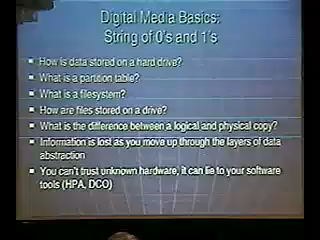 Digital Media Basics:
String of 0's and 1's
How is data stored on a hard drive?
What is a partition table?
What is a filesystem?
How are files stored on a drive?
What is the difference between a logical and physical copy?
Information is lost as you move up through the layers of data
abstraction
You can't trust unknown hardware, it can lie to your software
tools (HPA, DCO)